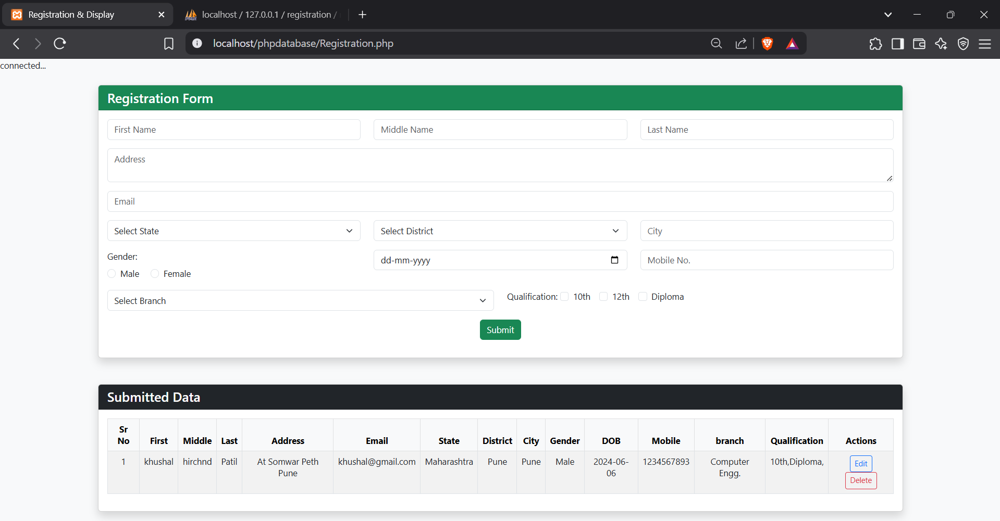 Registration & Display
localhost / 127.0.0.1 / registration /
localhost/phpdatabase/Registration.php
connected...
Registration Form
First Name
Middle Name
Last Name
Address
Email
Select State
Select District
City
Gender:
dd-mm-yyyy
Mobile No.
Male
Female
Select Branch
Qualification:
10th
12th
Diploma
Submit
Submitted Data
Sr
No
First
Middle
Last
Address
Email
State
District
City
Gender
DOB
Mobile
branch
Qualification
Actions
1
khushal
hirchnd
Patil
At Somwar Peth
Pune
khushal@gmail.com
Maharashtra
Pune
Pune
Male
2024-06-
06
1234567893
Computer
Engg.
10th,Diploma,
Edit
Delete